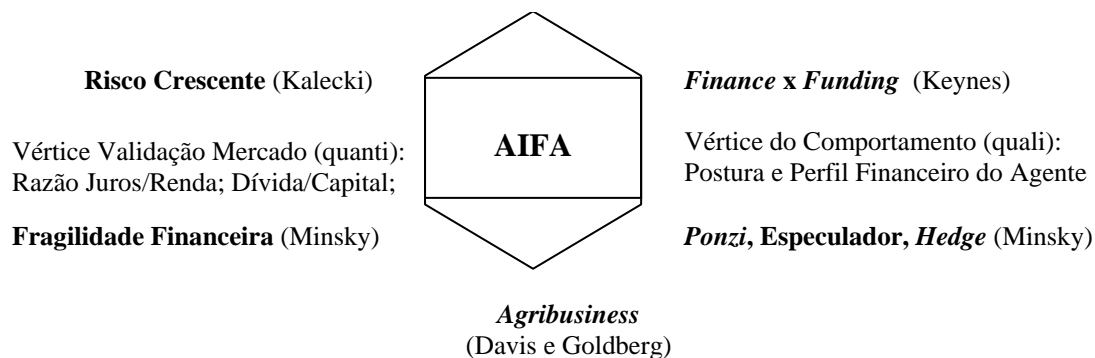 Risco Crescente (Kalecki)
Finance x Funding (Keynes)
AIFA
Vértice Validação Mercado (quanti):
Razão Juros/Renda; Dívida/Capital;
Vértice do Comportamento (quali):
Postura e Perfil Financeiro do Agente
Fragilidade Financeira (Minsky)
Ponzi, Especulador, Hedge (Minsky)
Agribusiness
(Davis e Goldberg)